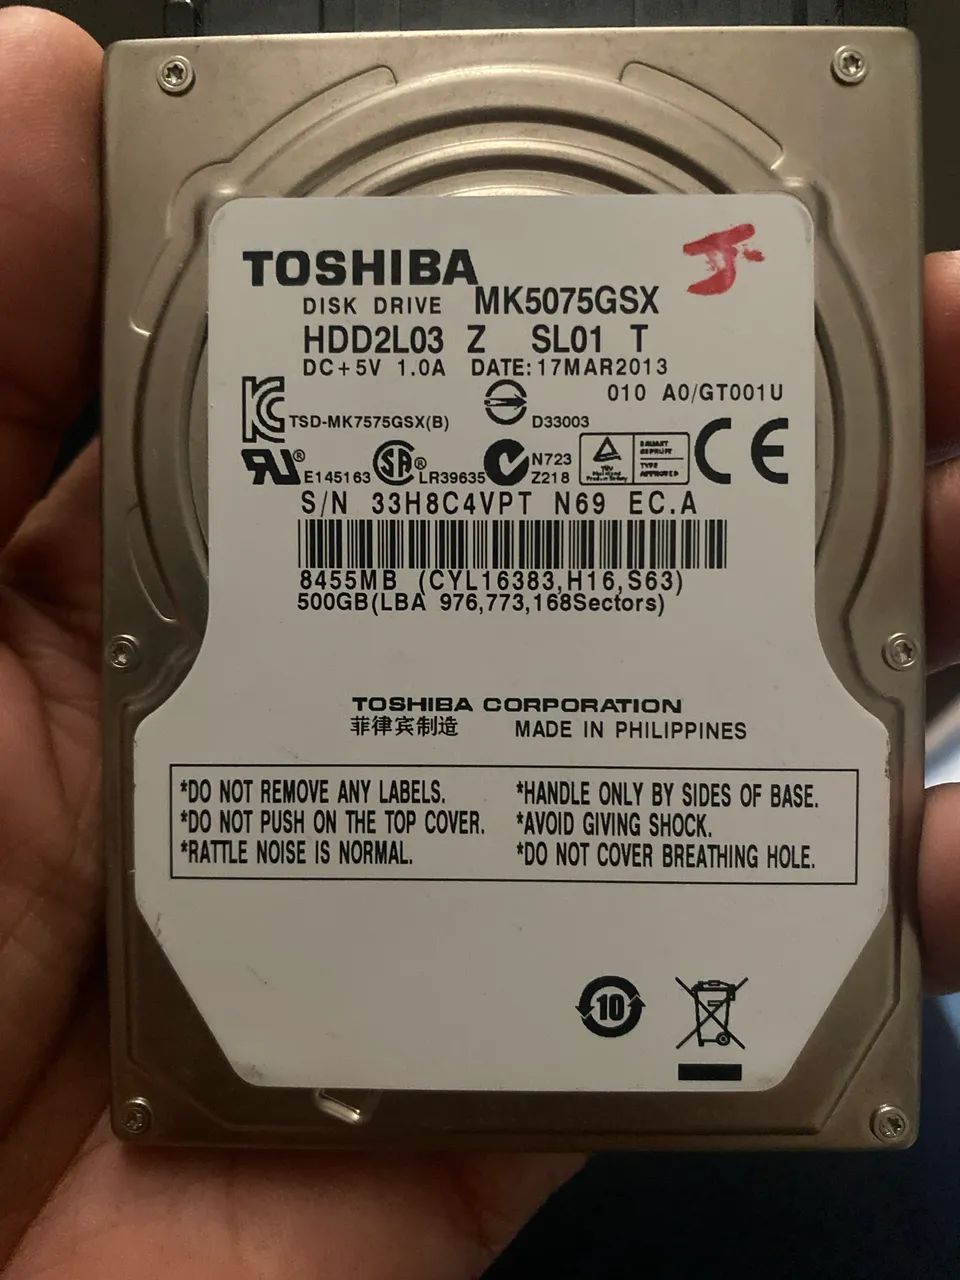 TOSHIBA
DISK DRIVE MK5075GSX
HDD2L03 Z SL01 T
DC+5V 1.0A DATE:17MAR2013
010 A0/GT001U
TSD-MK7575GSX(B) D33003
E145163 LR39635 N723 Z218
TÜV
CE
S/N 33H8C4VPT N69 EC.A
8455MB (CYL16383,H16,S63)
500GB(LBA 976,773,168Sectors)
TOSHIBA CORPORATION
菲律宾制造 MADE IN PHILIPPINES
*DO NOT REMOVE ANY LABELS. *HANDLE ONLY BY SIDES OF BASE.
*DO NOT PUSH ON THE TOP COVER. *AVOID GIVING SHOCK.
*RATTLE NOISE IS NORMAL. *DO NOT COVER BREATHING HOLE.
10